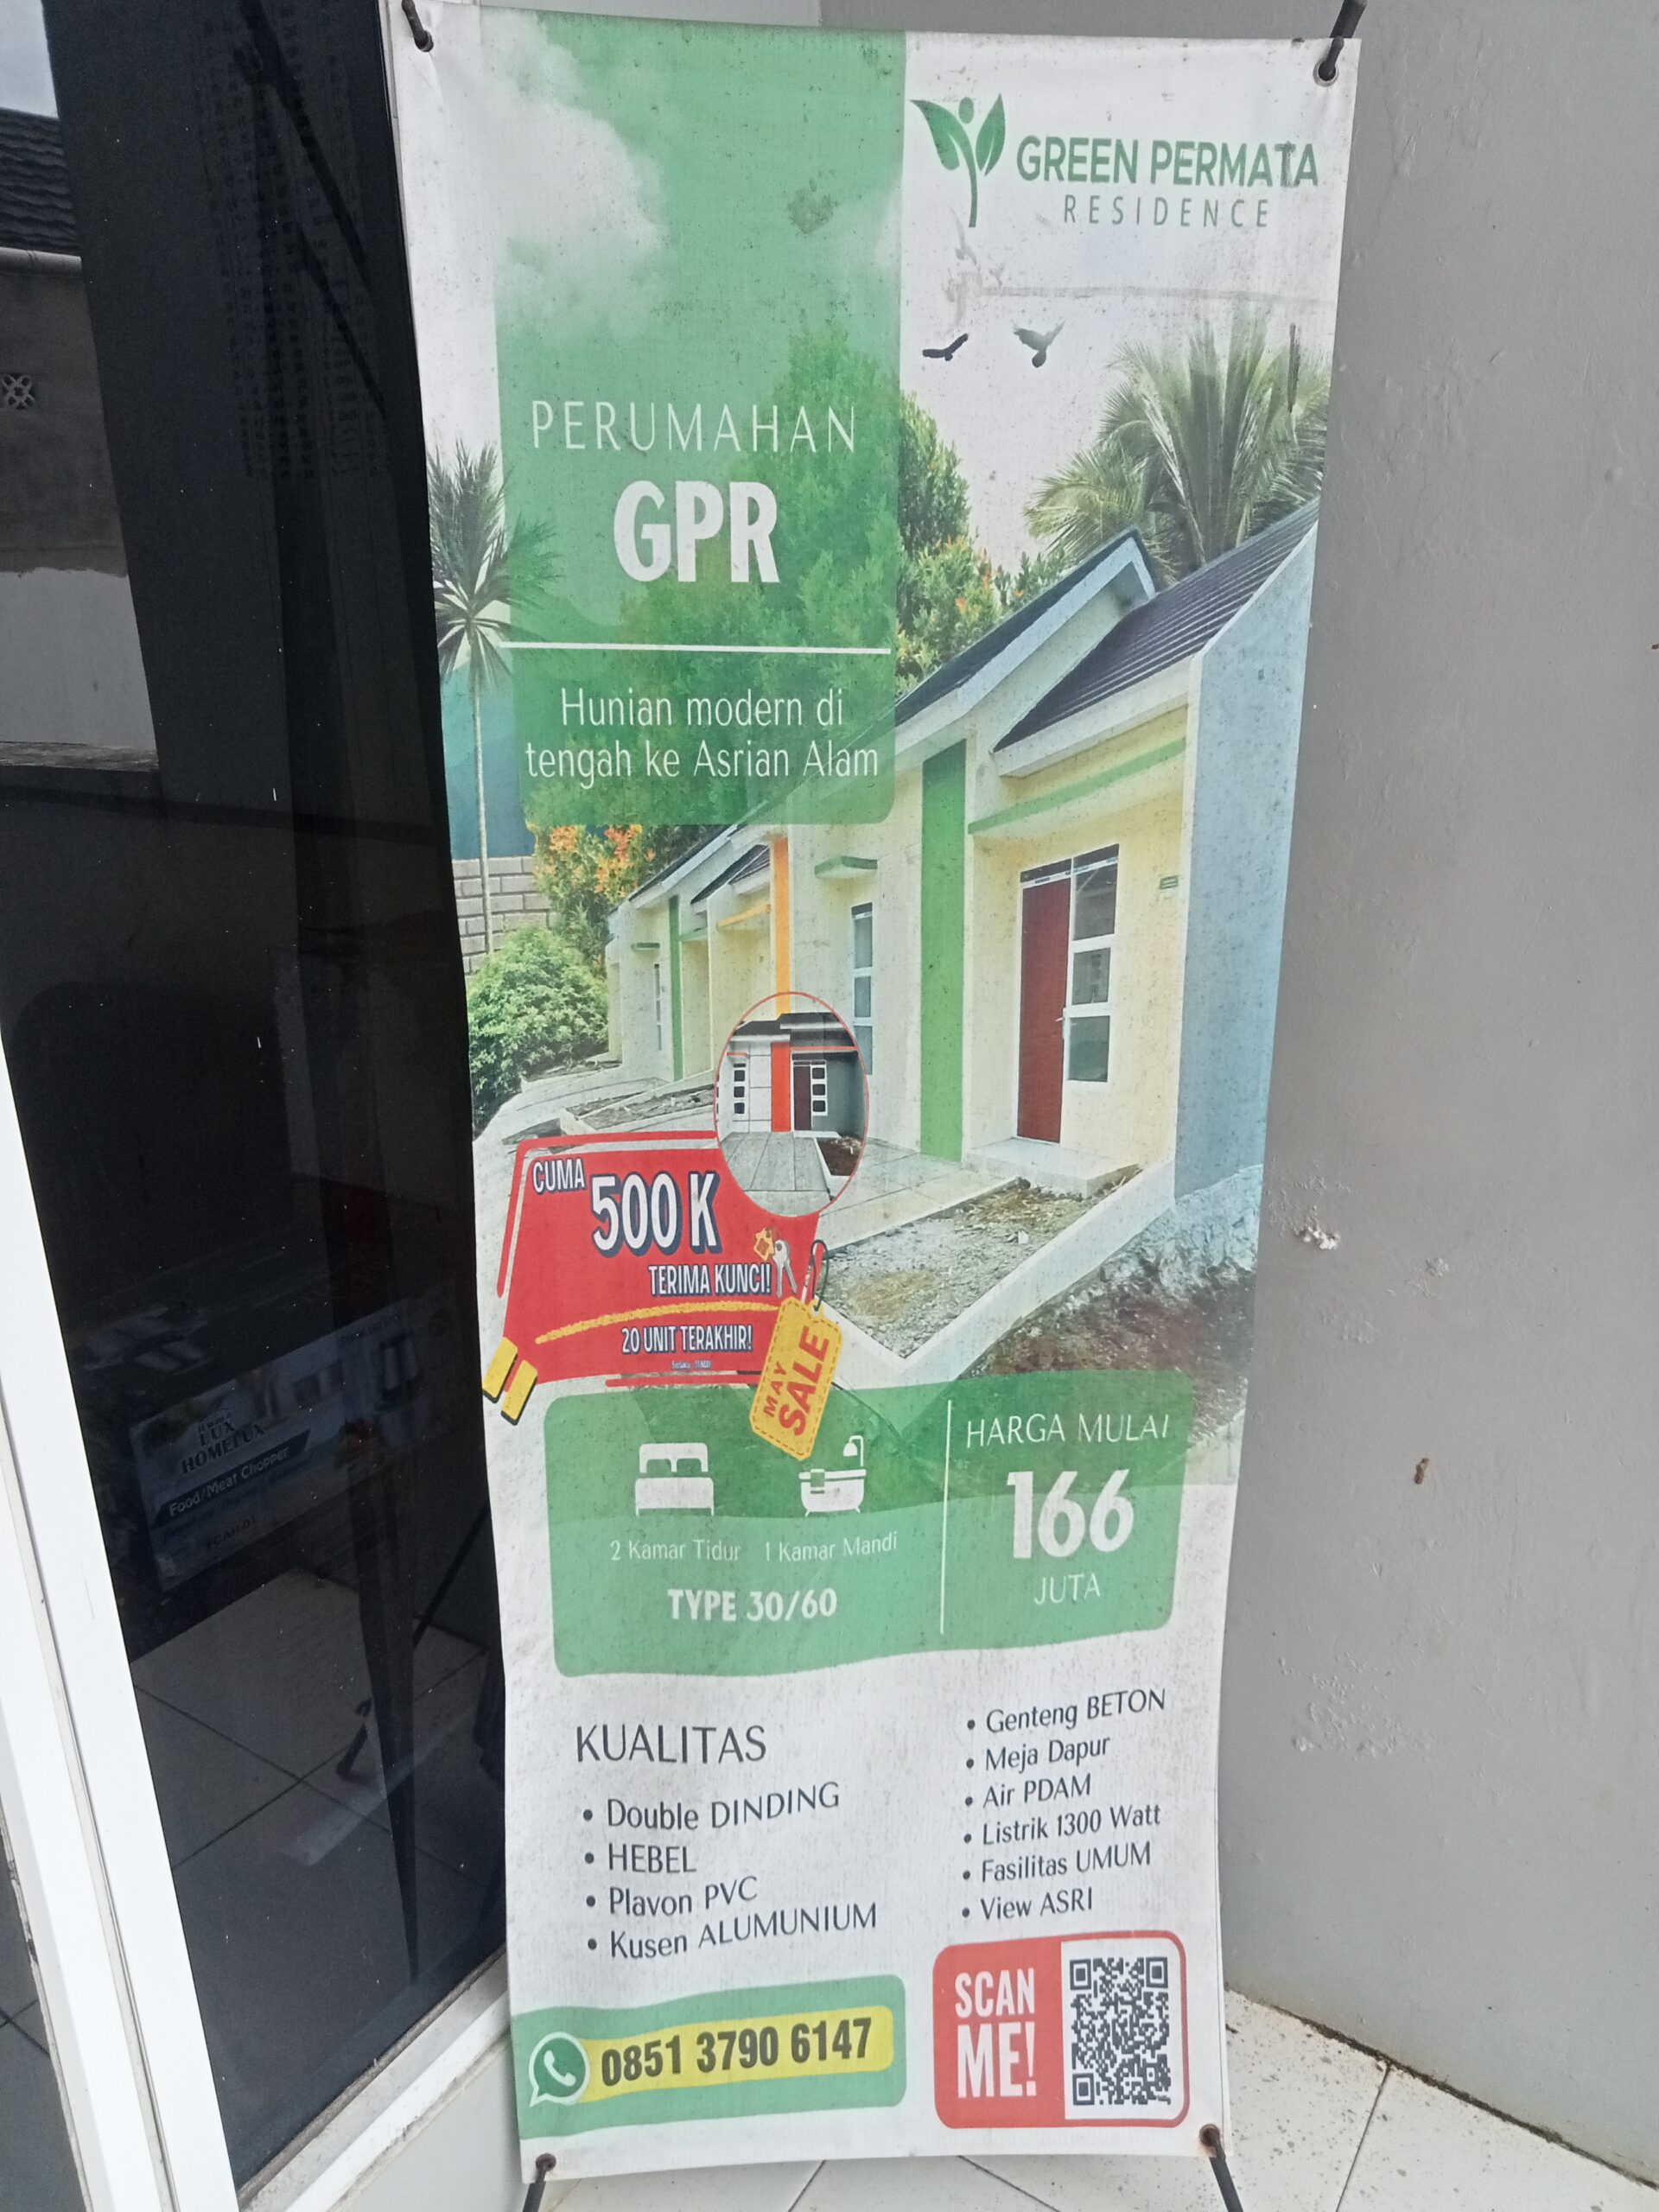 GREEN PERMATA
RESIDENCE
PERUMAHAN
GPR
Hunian modern di
tengah ke Asrian Alam
CUMA
500 K
TERIMA KUNCI!
20 UNIT TERAKHIR!
MAY
SALE
2 Kamar Tidur
1 Kamar Mandi
TYPE 30/60
HARGA MULAI
166
JUTA
KUALITAS
• Double DINDING
• HEBEL
• Plavon PVC
• Kusen ALUMUNIUM
• Genteng BETON
• Meja Dapur
• Air PDAM
• Listrik 1300 Watt
• Fasilitas UMUM
• View ASRI
0851 3790 6147
SCAN
ME!
LUX
HOMELUX
Food/Meat Chopper